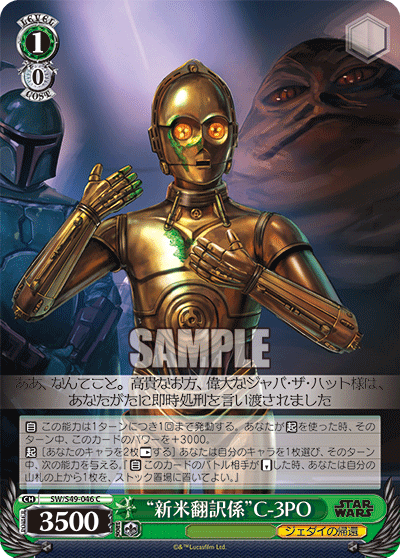 LEVEL
1
0
COST
SAMPLE
ああ、なんてこと。高貴なお方、偉大なジャバ・ザ・ハット様は、
あなたがたに即時処刑を言い渡されました
自 この能力は1ターンにつき1回まで発動する。あなたが起を使った時、その
ターン中、このカードのパワーを+3000。
起 [あなたのキャラを2枚レストする] あなたは自分のキャラを1枚選び、そのターン
中、次の能力を与える。『自 このカードのバトル相手がリバースした時、あなたは自分の
山札の上から1枚を、ストック置場に置いてよい。』
CH
SW/S49-046 C
3500
“新米翻訳係”C-3PO
STAR WARS
ジェダイの帰還
©&™Lucasfilm Ltd.